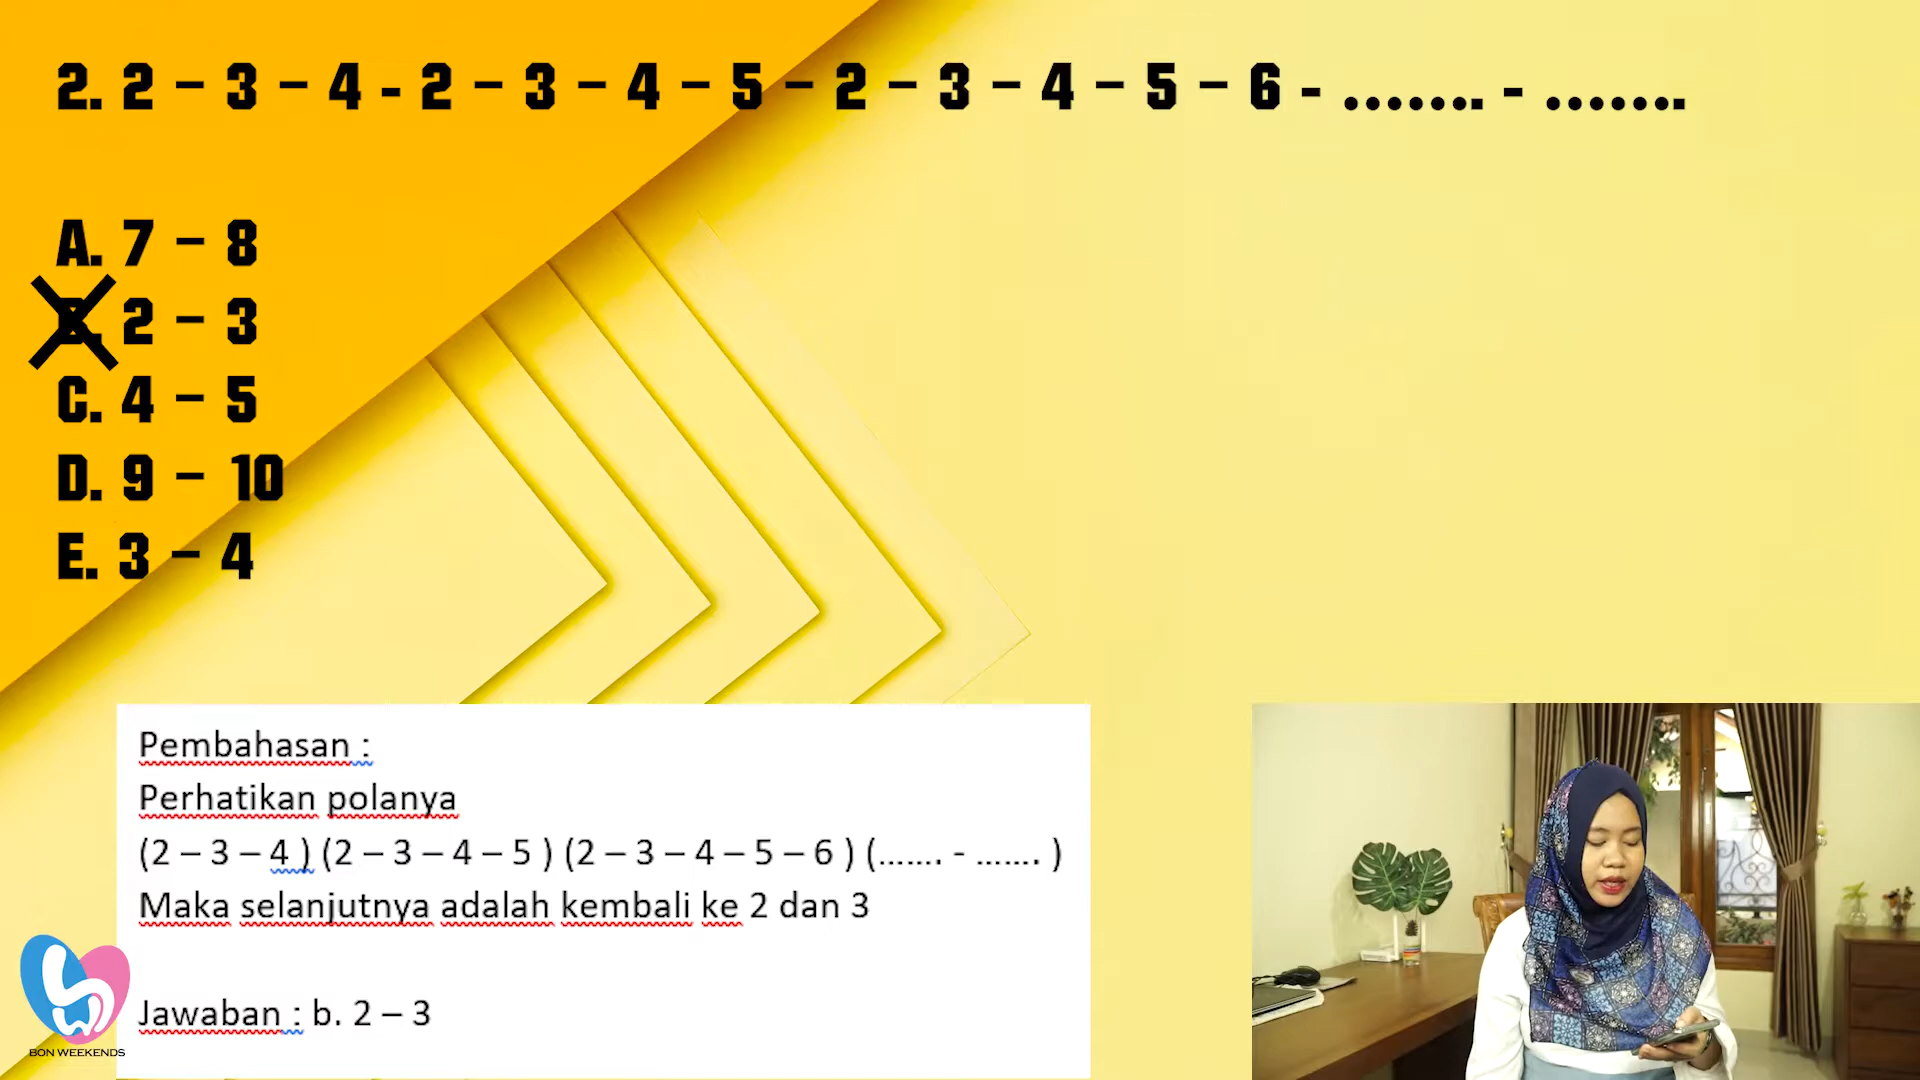 2. 2 – 3 – 4 - 2 – 3 – 4 – 5 – 2 – 3 – 4 – 5 – 6 - ……. - …….
A. 7 – 8
B. 2 – 3
C. 4 – 5
D. 9 – 10
E. 3 – 4
Pembahasan :
Perhatikan polanya
(2 – 3 – 4 ) (2 – 3 – 4 – 5 ) (2 – 3 – 4 – 5 – 6 ) (……. - ……. )
Maka selanjutnya adalah kembali ke 2 dan 3
Jawaban : b. 2 – 3
BON WEEKENDS